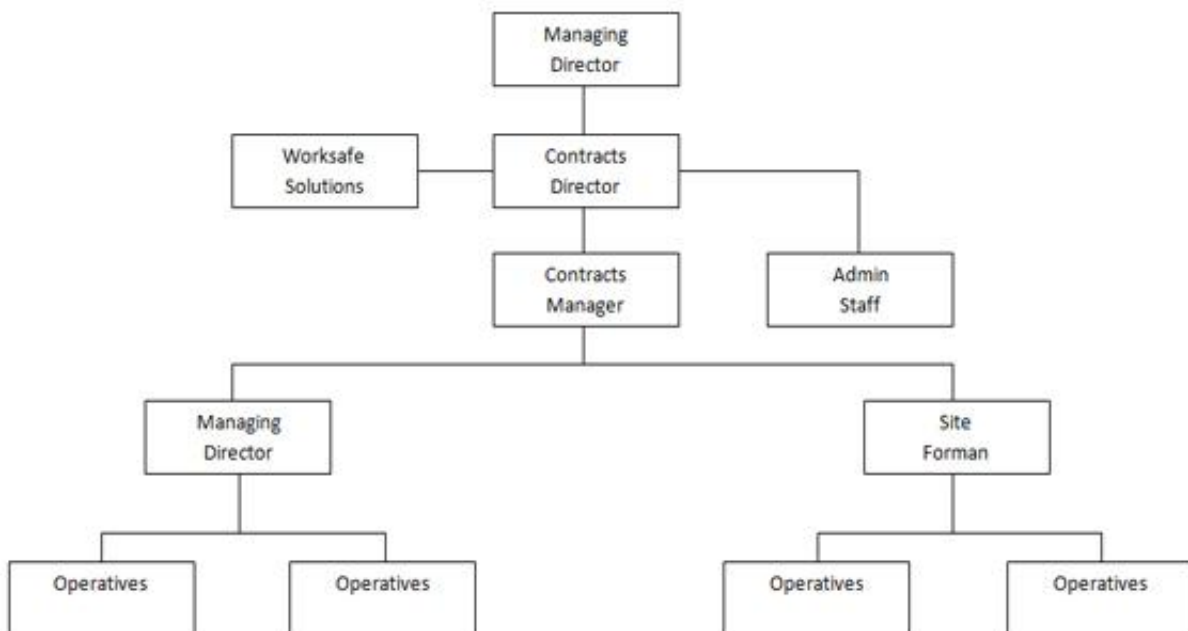 Managing
Director
Worksafe
Solutions
Contracts
Director
Contracts
Manager
Admin
Staff
Managing
Director
Site
Forman
Operatives
Operatives
Operatives
Operatives